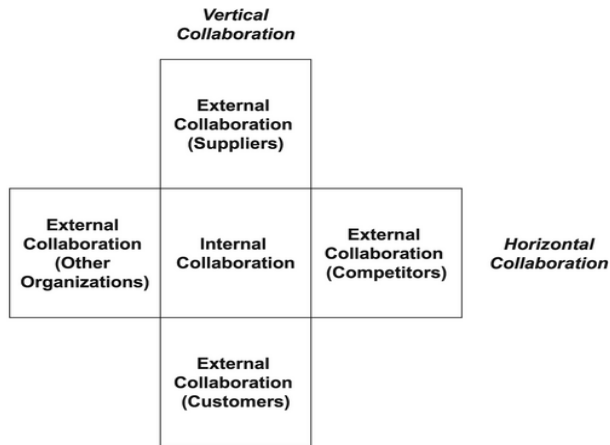 Vertical
Collaboration
External
Collaboration
(Suppliers)
External
Collaboration
(Other
Organizations)
Internal
Collaboration
External
Collaboration
(Competitors)
Horizontal
Collaboration
External
Collaboration
(Customers)